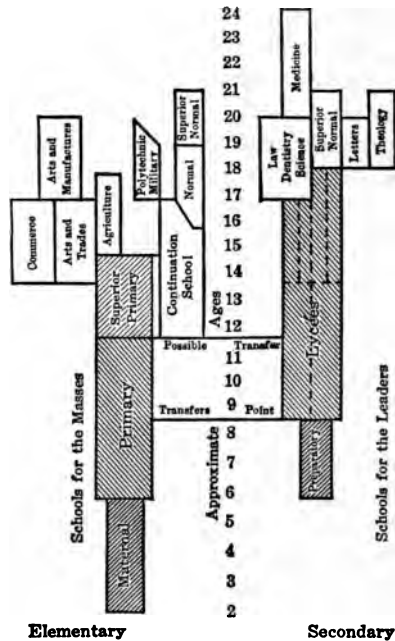 24
23
22
21
20
19
18
17
16
15
14
13
12
11
10
9
8
7
6
5
4
3
2
Ages
Approximate
Commerce
Arts and Manufactures
Arts and Trades
Agriculture
Polytechnic
Military
Superior Normal
Normal
Continuation School
Superior Primary
Primary
Maternal
Schools for the Masses
Possible Transfer
Transfers Point
Medicine
Law
Dentistry
Science
Superior Normal
Letters
Theology
Lycées
Preparatory
Schools for the Leaders
Elementary
Secondary